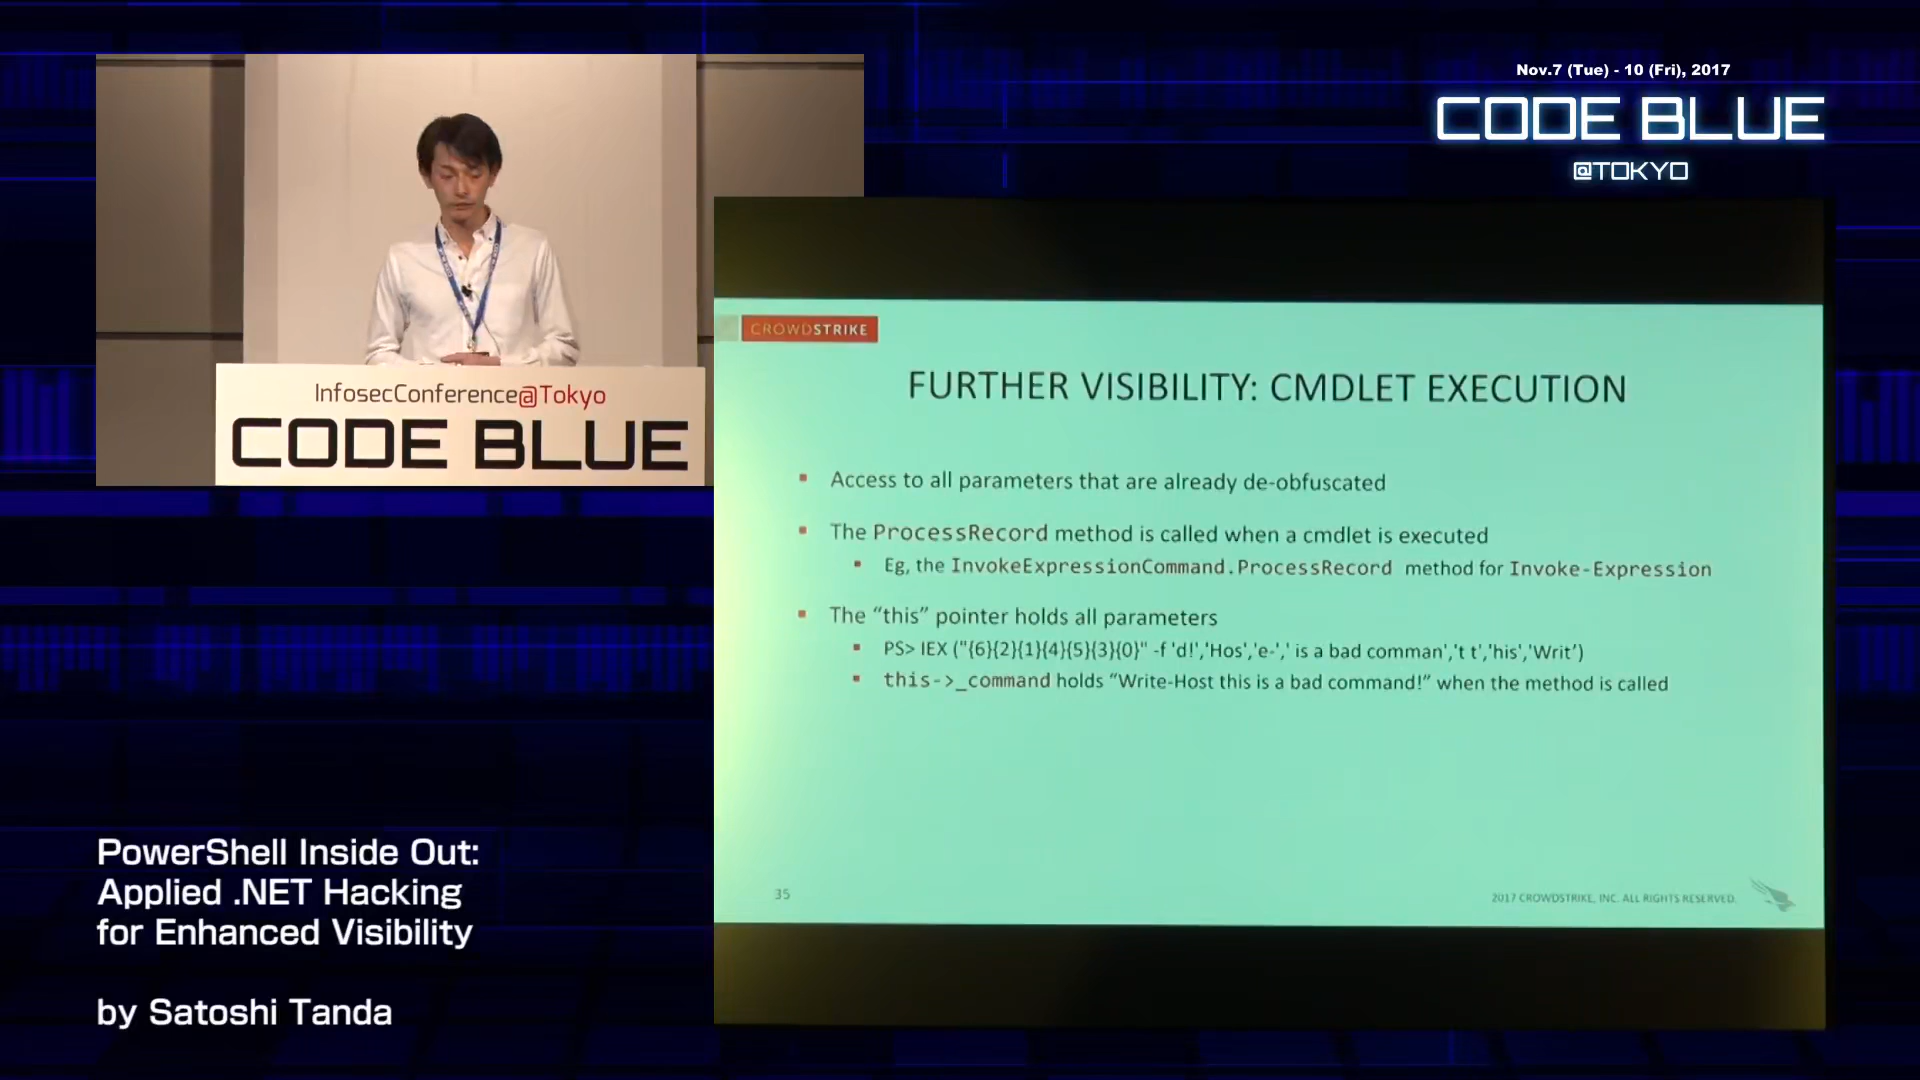 Nov.7 (Tue) - 10 (Fri), 2017
CODE BLUE
@TOKYO
InfosecConference@Tokyo
CODE BLUE
CROWDSTRIKE
FURTHER VISIBILITY: CMDLET EXECUTION
▪ Access to all parameters that are already de-obfuscated
▪ The ProcessRecord method is called when a cmdlet is executed
▪ Eg, the InvokeExpressionCommand.ProcessRecord method for Invoke-Expression
▪ The “this” pointer holds all parameters
▪ PS> IEX ("{6}{2}{1}{4}{5}{3}{0}" -f 'd!','Hos','e-',' is a bad comman','t t','his','Writ’)
▪ this->_command holds “Write-Host this is a bad command!” when the method is called
35
2017 CROWDSTRIKE, INC. ALL RIGHTS RESERVED.
PowerShell Inside Out:
Applied .NET Hacking
for Enhanced Visibility
by Satoshi Tanda